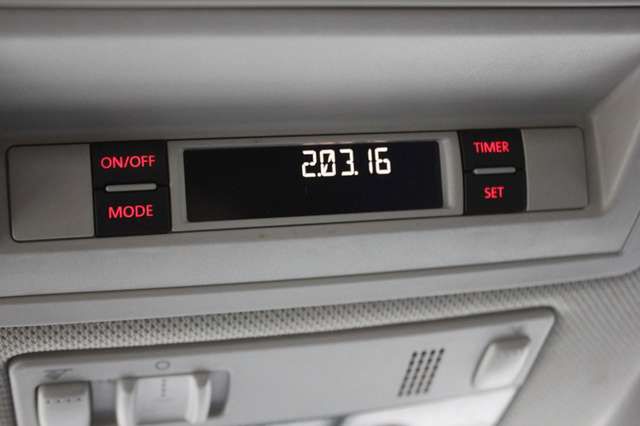 ON/OFF
MODE
2.03.16
TIMER
SET
O